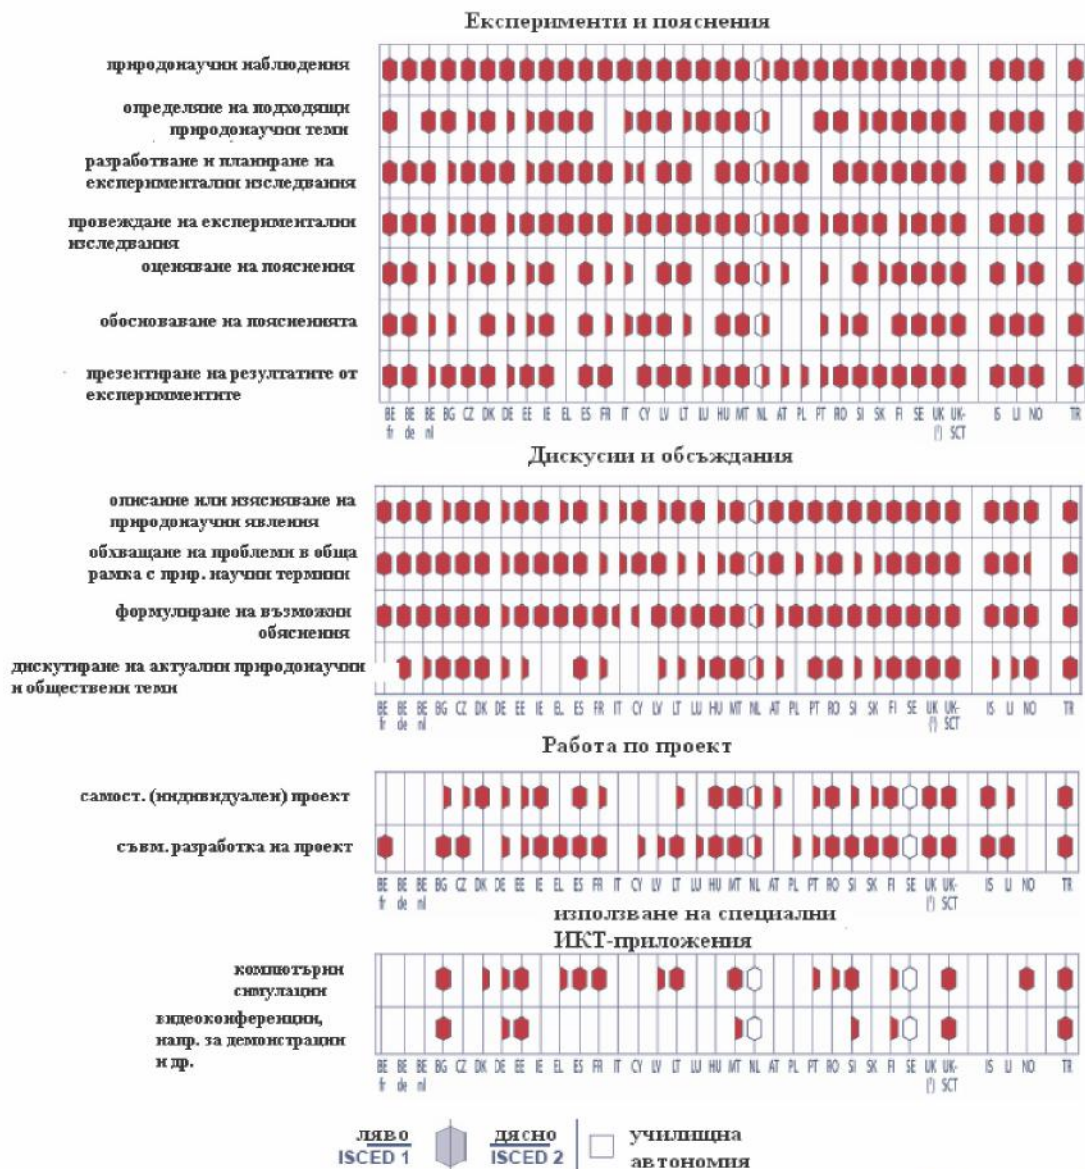 Експерименти и пояснения
природонаучни наблюдения
определяне на подходящи
природонаучни теми
разработване и планиране на
експериментални изследвания
провеждане на експериментални
изследвания
оценяване на пояснения
обосноваване на поясненията
презентиране на резултатите от
експеримментите
BE BE BE BG CZ DK DE EE IE EL ES FR IT CY LV LT LU HU MT NL AT PL PT RO SI SK FI SE UK UK- IS LI NO TR
fr de nl (¹) SCT
Дискусии и обсъждания
описание или изясняване на
природонаучни явления
обхващане на проблеми в обща
рамка с прир. научни термини
формулиране на възможни
обяснения
дискутиране на актуални природонаучни
и обществени теми
BE BE BE BG CZ DK DE EE IE EL ES FR IT CY LV LT LU HU MT NL AT PL PT RO SI SK FI SE UK UK- IS LI NO TR
fr de nl (¹) SCT
Работа по проект
самост. (индивидуален) проект
съвм. разработка на проект
BE BE BE BG CZ DK DE EE IE EL ES FR IT CY LV LT LU HU MT NL AT PL PT RO SI SK FI SE UK UK- IS LI NO TR
fr de nl (¹) SCT
използване на специални
ИКТ-приложения
компютърни
симулации
видеоконференции,
напр. за демонстрации
и др.
BE BE BE BG CZ DK DE EE IE EL ES FR IT CY LV LT LU HU MT NL AT PL PT RO SI SK FI SE UK UK- IS LI NO TR
fr de nl (¹) SCT
ляво дясно училищна
ISCED 1 ISCED 2 автономия